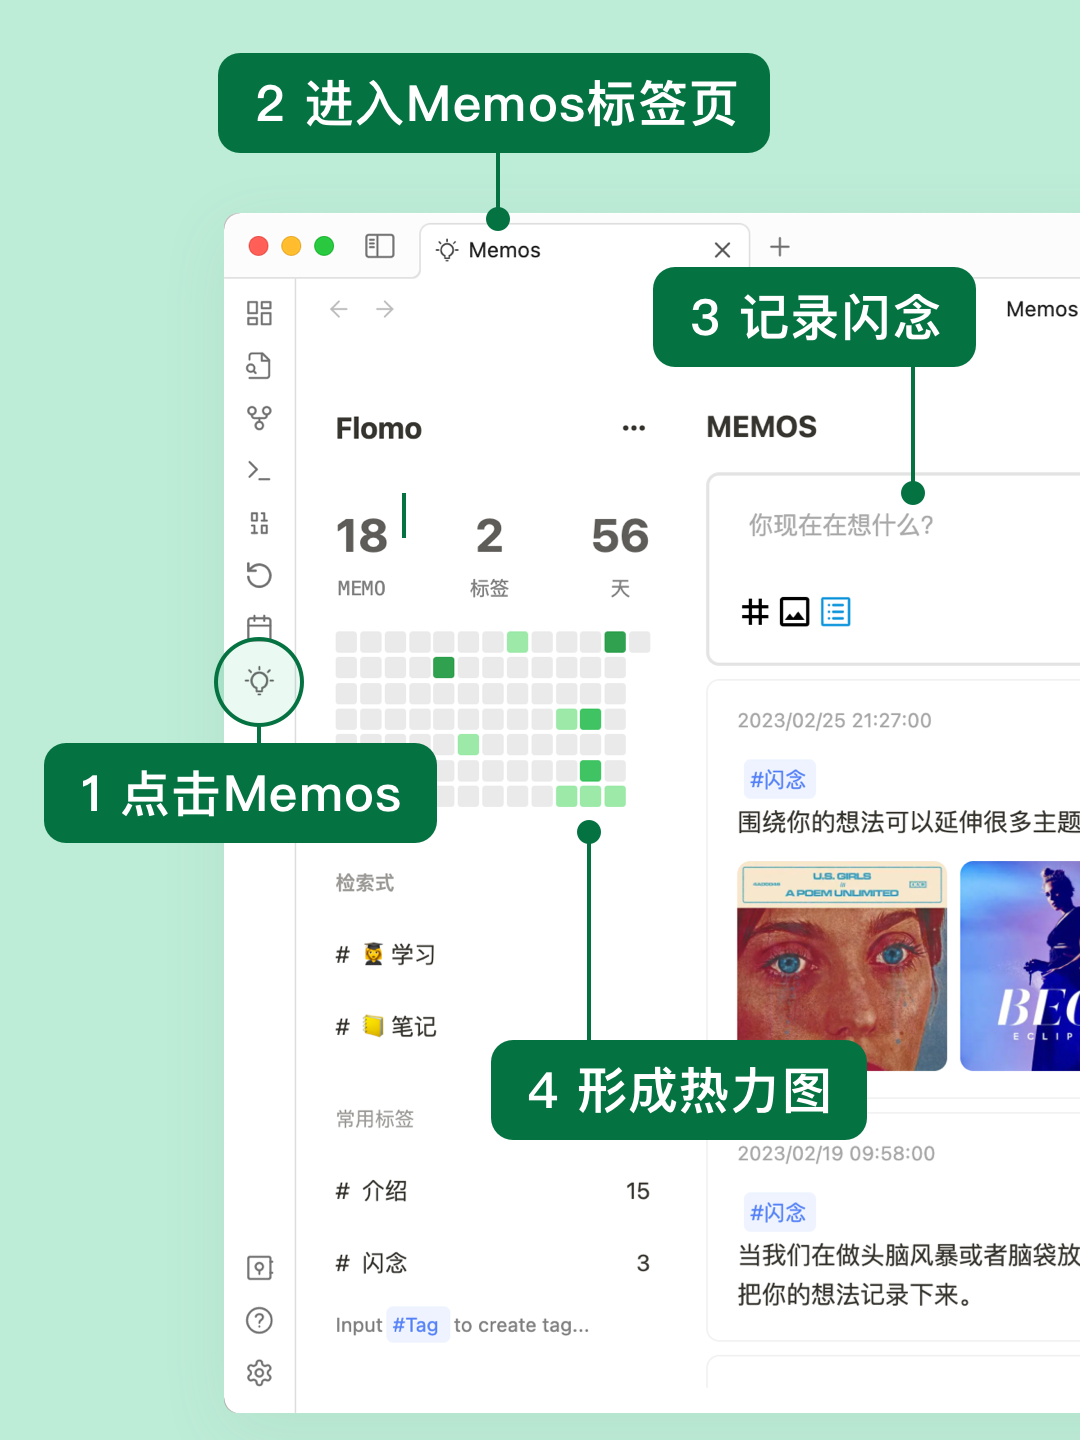 2 进入Memos标签页
Memos
3 记录闪念
Memos
Flomo
MEMOS
18
2
56
MEMO
标签
天
你现在在想什么?
1 点击Memos
2023/02/25 21:27:00
#闪念
围绕你的想法可以延伸很多主题
U.S. GIRLS
A POEM UNLIMITED
BEC
ECLIP
检索式
# 学习
# 笔记
4 形成热力图
常用标签
# 介绍 15
# 闪念 3
Input #Tag to create tag...
2023/02/19 09:58:00
#闪念
当我们在做头脑风暴或者脑袋放
把你的想法记录下来。